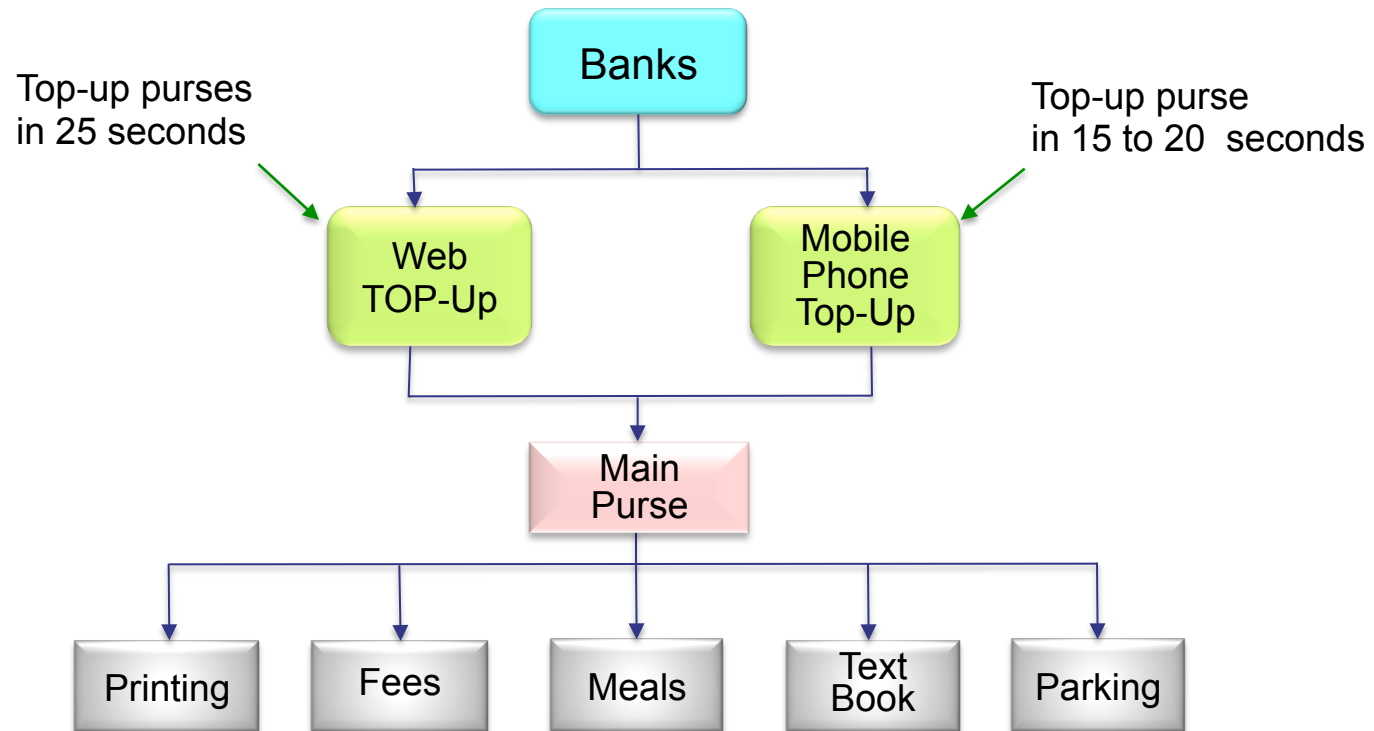 Banks
Top-up purses
in 25 seconds
Top-up purse
in 15 to 20 seconds
Web
TOP-Up
Mobile
Phone
Top-Up
Main
Purse
Printing
Fees
Meals
Text
Book
Parking